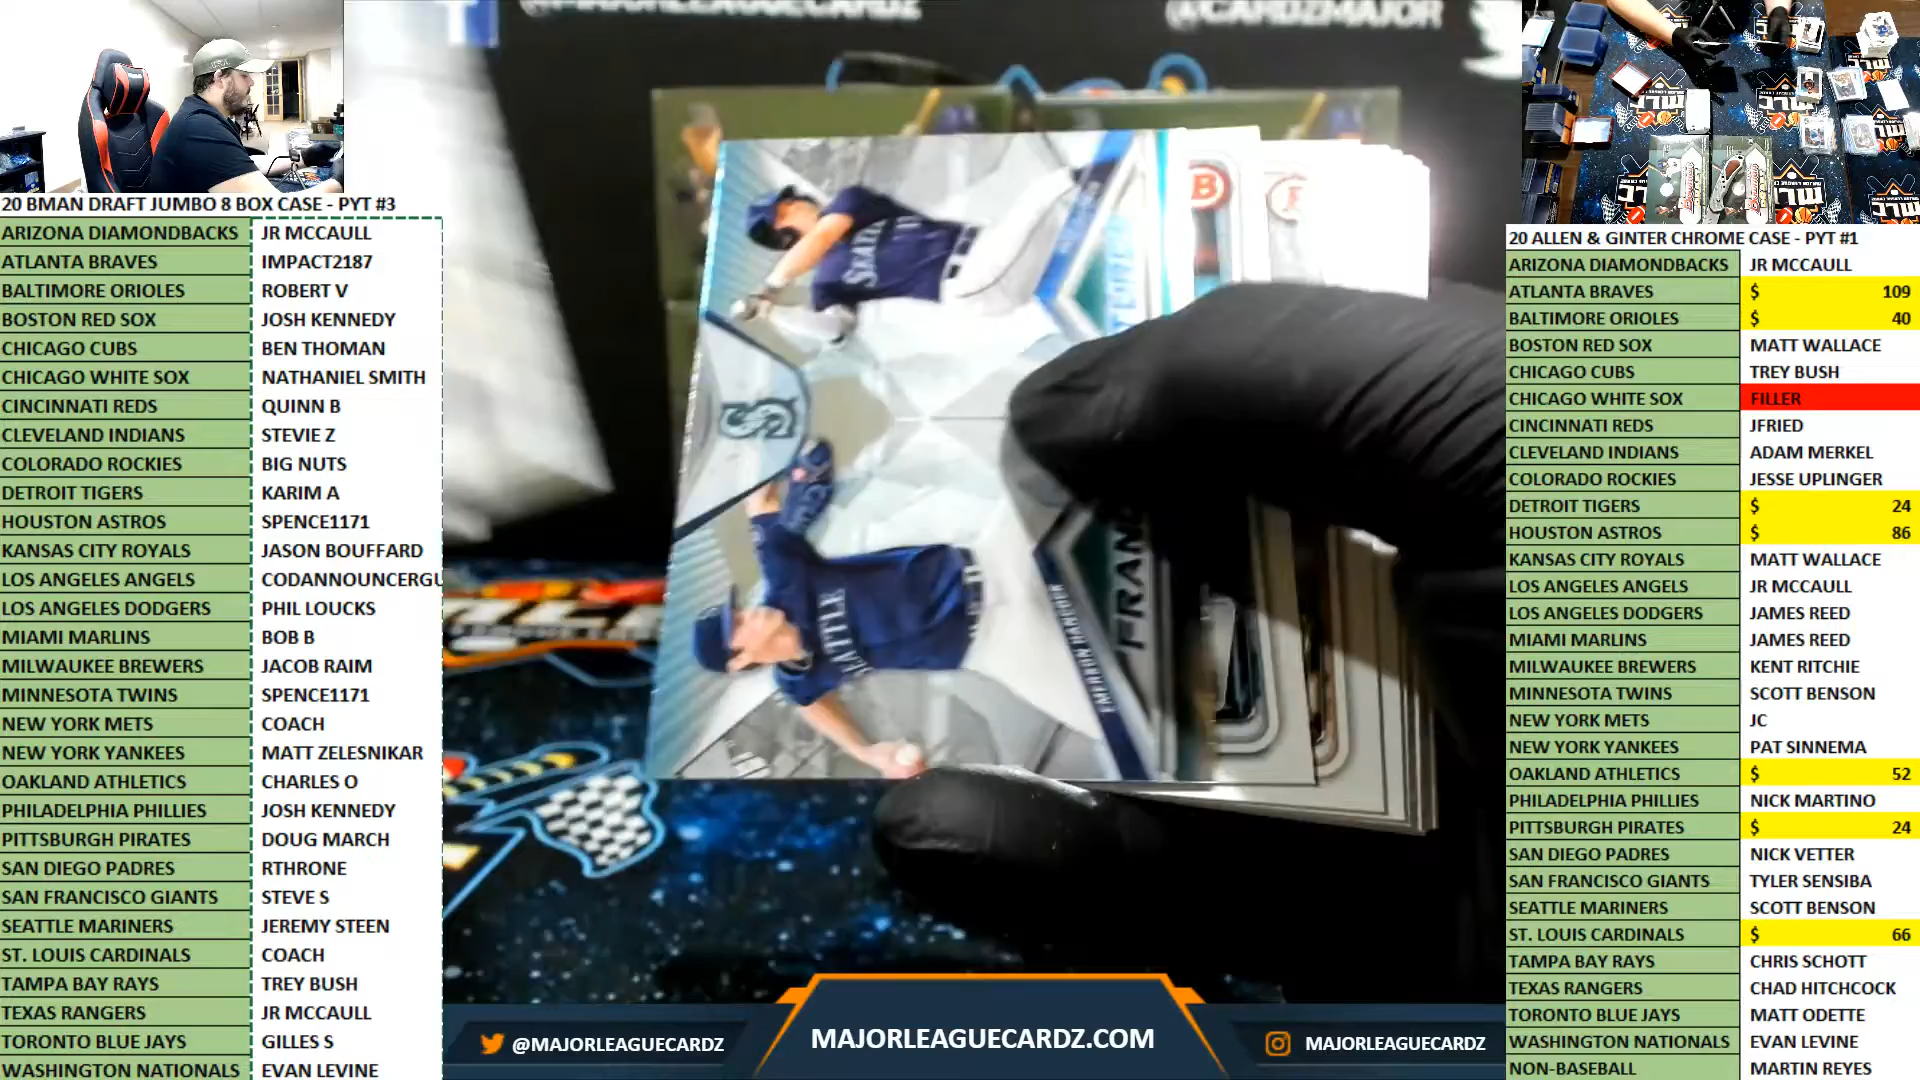 @MAJORLEAGUECARDZ
@CARDZMAJOR
20 BMAN DRAFT JUMBO 8 BOX CASE - PYT #3
ARIZONA DIAMONDBACKS JR MCCAULL
ATLANTA BRAVES IMPACT2187
BALTIMORE ORIOLES ROBERT V
BOSTON RED SOX JOSH KENNEDY
CHICAGO CUBS BEN THOMAN
CHICAGO WHITE SOX NATHANIEL SMITH
CINCINNATI REDS QUINN B
CLEVELAND INDIANS STEVIE Z
COLORADO ROCKIES BIG NUTS
DETROIT TIGERS KARIM A
HOUSTON ASTROS SPENCE1171
KANSAS CITY ROYALS JASON BOUFFARD
LOS ANGELES ANGELS CODANNOUNCERGU
LOS ANGELES DODGERS PHIL LOUCKS
MIAMI MARLINS BOB B
MILWAUKEE BREWERS JACOB RAIM
MINNESOTA TWINS SPENCE1171
NEW YORK METS COACH
NEW YORK YANKEES MATT ZELESNIKAR
OAKLAND ATHLETICS CHARLES O
PHILADELPHIA PHILLIES JOSH KENNEDY
PITTSBURGH PIRATES DOUG MARCH
SAN DIEGO PADRES RTHRONE
SAN FRANCISCO GIANTS STEVE S
SEATTLE MARINERS JEREMY STEEN
ST. LOUIS CARDINALS COACH
TAMPA BAY RAYS TREY BUSH
TEXAS RANGERS JR MCCAULL
TORONTO BLUE JAYS GILLES S
WASHINGTON NATIONALS EVAN LEVINE
FRAN
EMERSON HANCOCK
@MAJORLEAGUECARDZ
MAJORLEAGUECARDZ.COM
MAJORLEAGUECARDZ
20 ALLEN & GINTER CHROME CASE - PYT #1
ARIZONA DIAMONDBACKS JR MCCAULL
ATLANTA BRAVES $ 109
BALTIMORE ORIOLES $ 40
BOSTON RED SOX MATT WALLACE
CHICAGO CUBS TREY BUSH
CHICAGO WHITE SOX FILLER
CINCINNATI REDS JFRIED
CLEVELAND INDIANS ADAM MERKEL
COLORADO ROCKIES JESSE UPLINGER
DETROIT TIGERS $ 24
HOUSTON ASTROS $ 86
KANSAS CITY ROYALS MATT WALLACE
LOS ANGELES ANGELS JR MCCAULL
LOS ANGELES DODGERS JAMES REED
MIAMI MARLINS JAMES REED
MILWAUKEE BREWERS KENT RITCHIE
MINNESOTA TWINS SCOTT BENSON
NEW YORK METS JC
NEW YORK YANKEES PAT SINNEMA
OAKLAND ATHLETICS $ 52
PHILADELPHIA PHILLIES NICK MARTINO
PITTSBURGH PIRATES $ 24
SAN DIEGO PADRES NICK VETTER
SAN FRANCISCO GIANTS TYLER SENSIBA
SEATTLE MARINERS SCOTT BENSON
ST. LOUIS CARDINALS $ 66
TAMPA BAY RAYS CHRIS SCHOTT
TEXAS RANGERS CHAD HITCHCOCK
TORONTO BLUE JAYS MATT ODETTE
WASHINGTON NATIONALS EVAN LEVINE
NON-BASEBALL MARTIN REYES